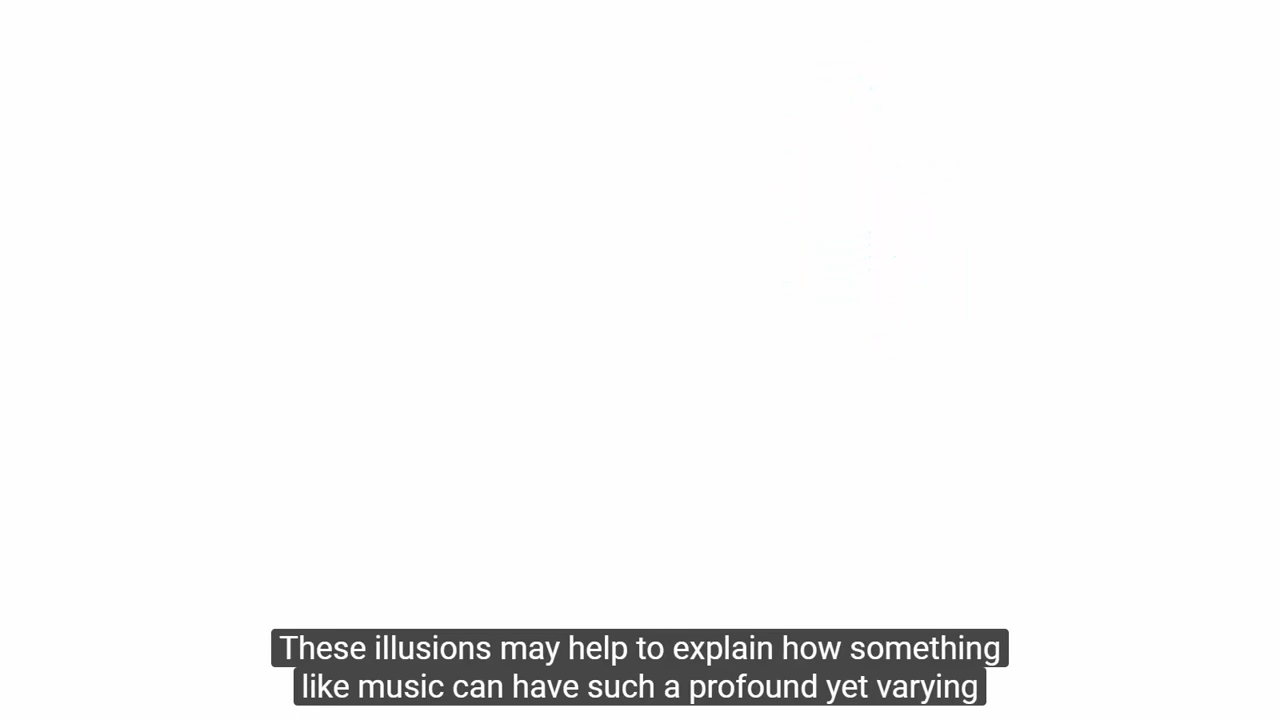 These illusions may help to explain how something
like music can have such a profound yet varying